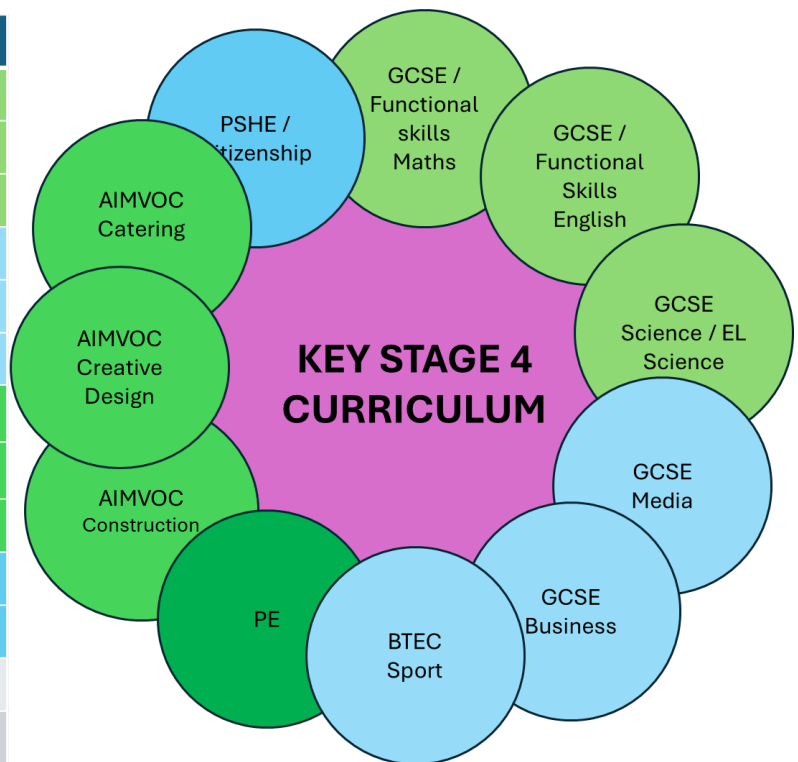 GCSE /
Functional
skills
Maths
GCSE /
Functional
Skills
English
GCSE
Science / EL
Science
GCSE
Media
GCSE
Business
BTEC
Sport
PE
AIMVOC
Construction
AIMVOC
Creative
Design
AIMVOC
Catering
PSHE /
itizenship
KEY STAGE 4
CURRICULUM